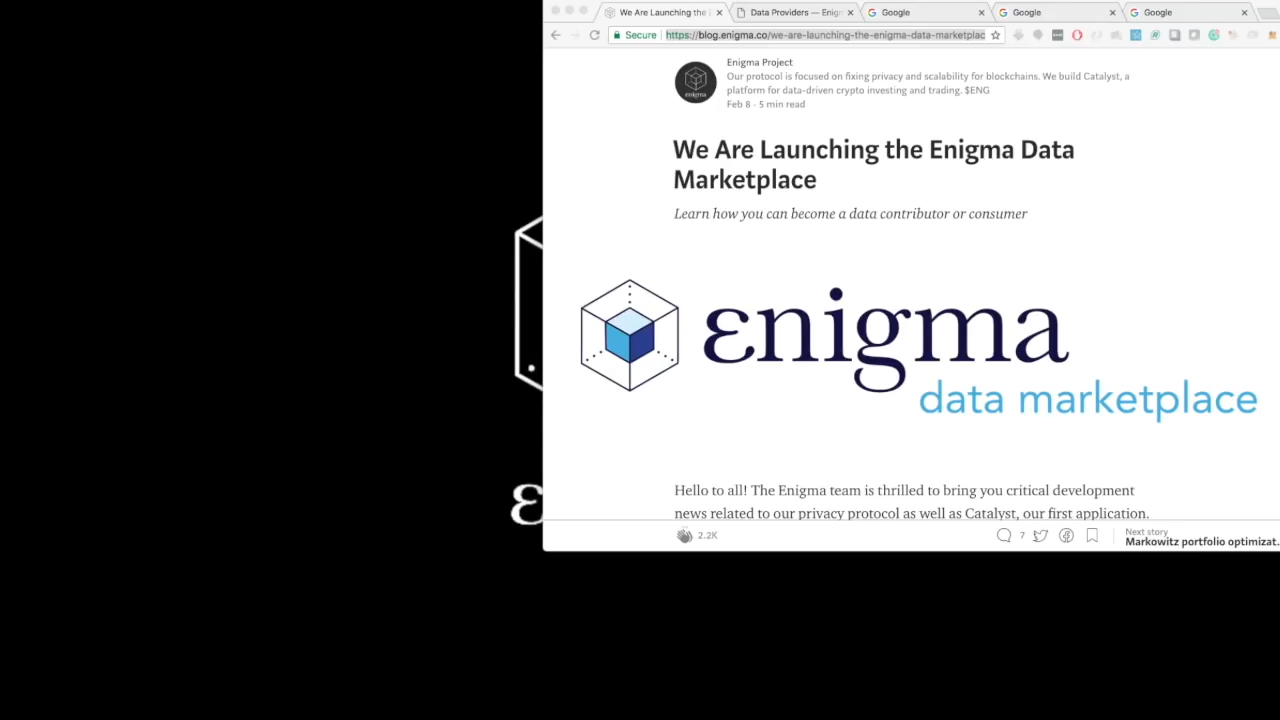 We Are Launching the
Data Providers — Enig
Google
Google
Google
Secure
https://blog.enigma.co/we-are-launching-the-enigma-data-marketplac
enigma
Enigma Project
Our protocol is focused on fixing privacy and scalability for blockchains. We build Catalyst, a
platform for data-driven crypto investing and trading. $ENG
Feb 8 · 5 min read
We Are Launching the Enigma Data
Marketplace
Learn how you can become a data contributor or consumer
εnigma
data marketplace
Hello to all! The Enigma team is thrilled to bring you critical development
news related to our privacy protocol as well as Catalyst, our first application.
ε
2.2K
7
Next story
Markowitz portfolio optimizat.